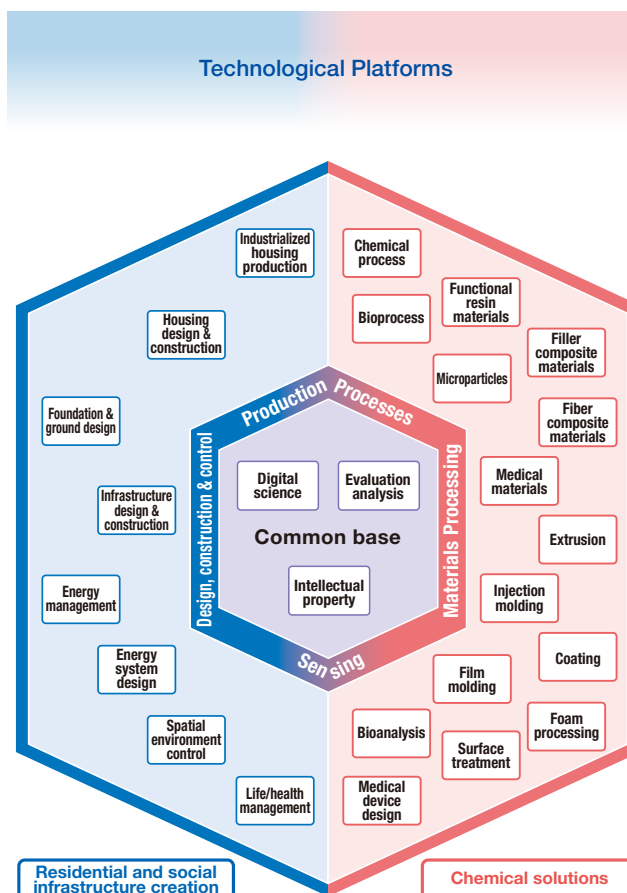 Technological Platforms
Industrialized
housing
production
Chemical
process
Functional
resin
materials
Bioprocess
Housing
design &
construction
Filler
composite
materials
Microparticles
Production Processes
Foundation &
ground design
Fiber
composite
materials
Design, construction & control
Digital
science
Evaluation
analysis
Materials Processing
Medical
materials
Infrastructure
design &
construction
Common base
Extrusion
Energy
management
Intellectual
property
Injection
molding
Energy
system
design
Sensing
Film
molding
Coating
Spatial
environment
control
Bioanalysis
Surface
treatment
Foam
processing
Life/health
management
Medical
device
design
Residential and social
infrastructure creation
Chemical solutions